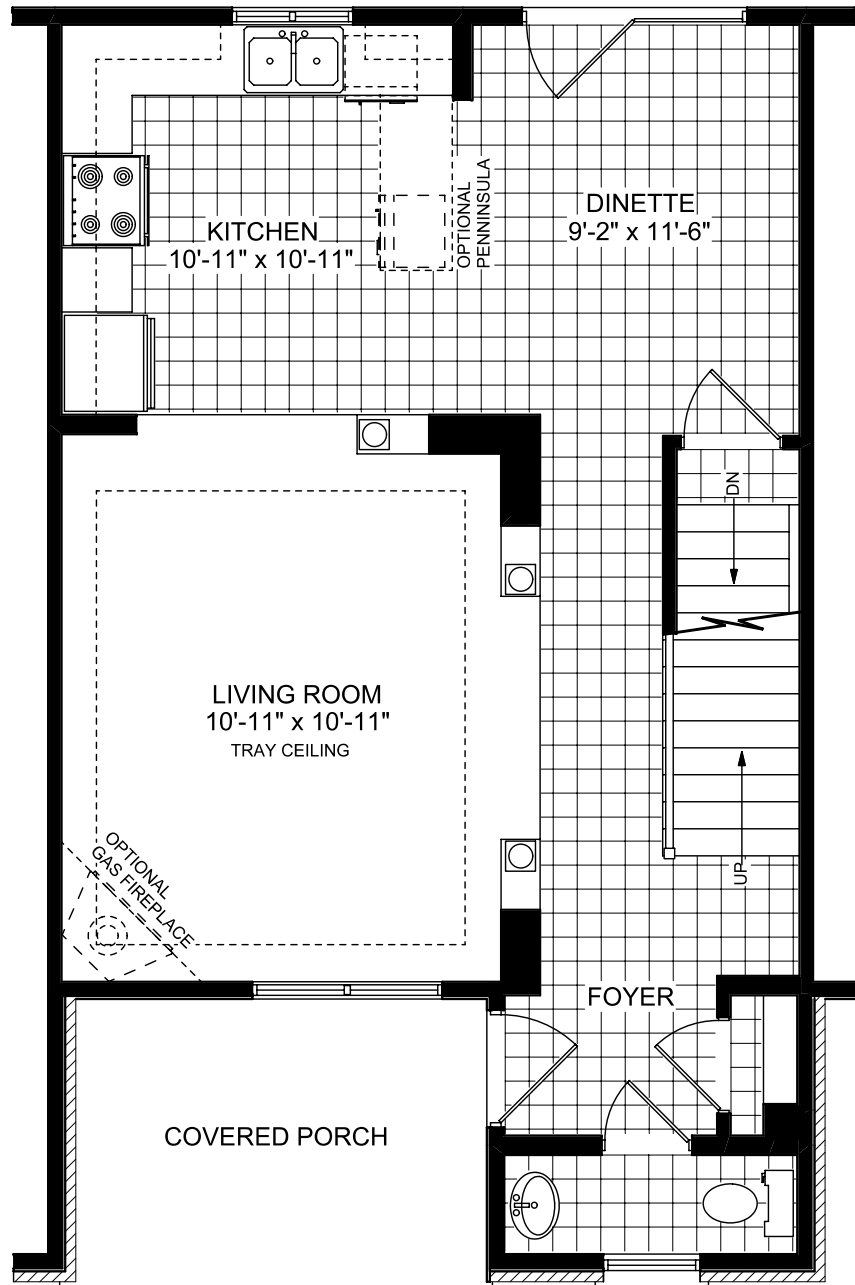 KITCHEN
10'-11" x 10'-11"
OPTIONAL
PENNINSULA
DINETTE
9'-2" x 11'-6"
DN
LIVING ROOM
10'-11" x 10'-11"
TRAY CEILING
OPTIONAL
GAS FIREPLACE
UP
FOYER
COVERED PORCH